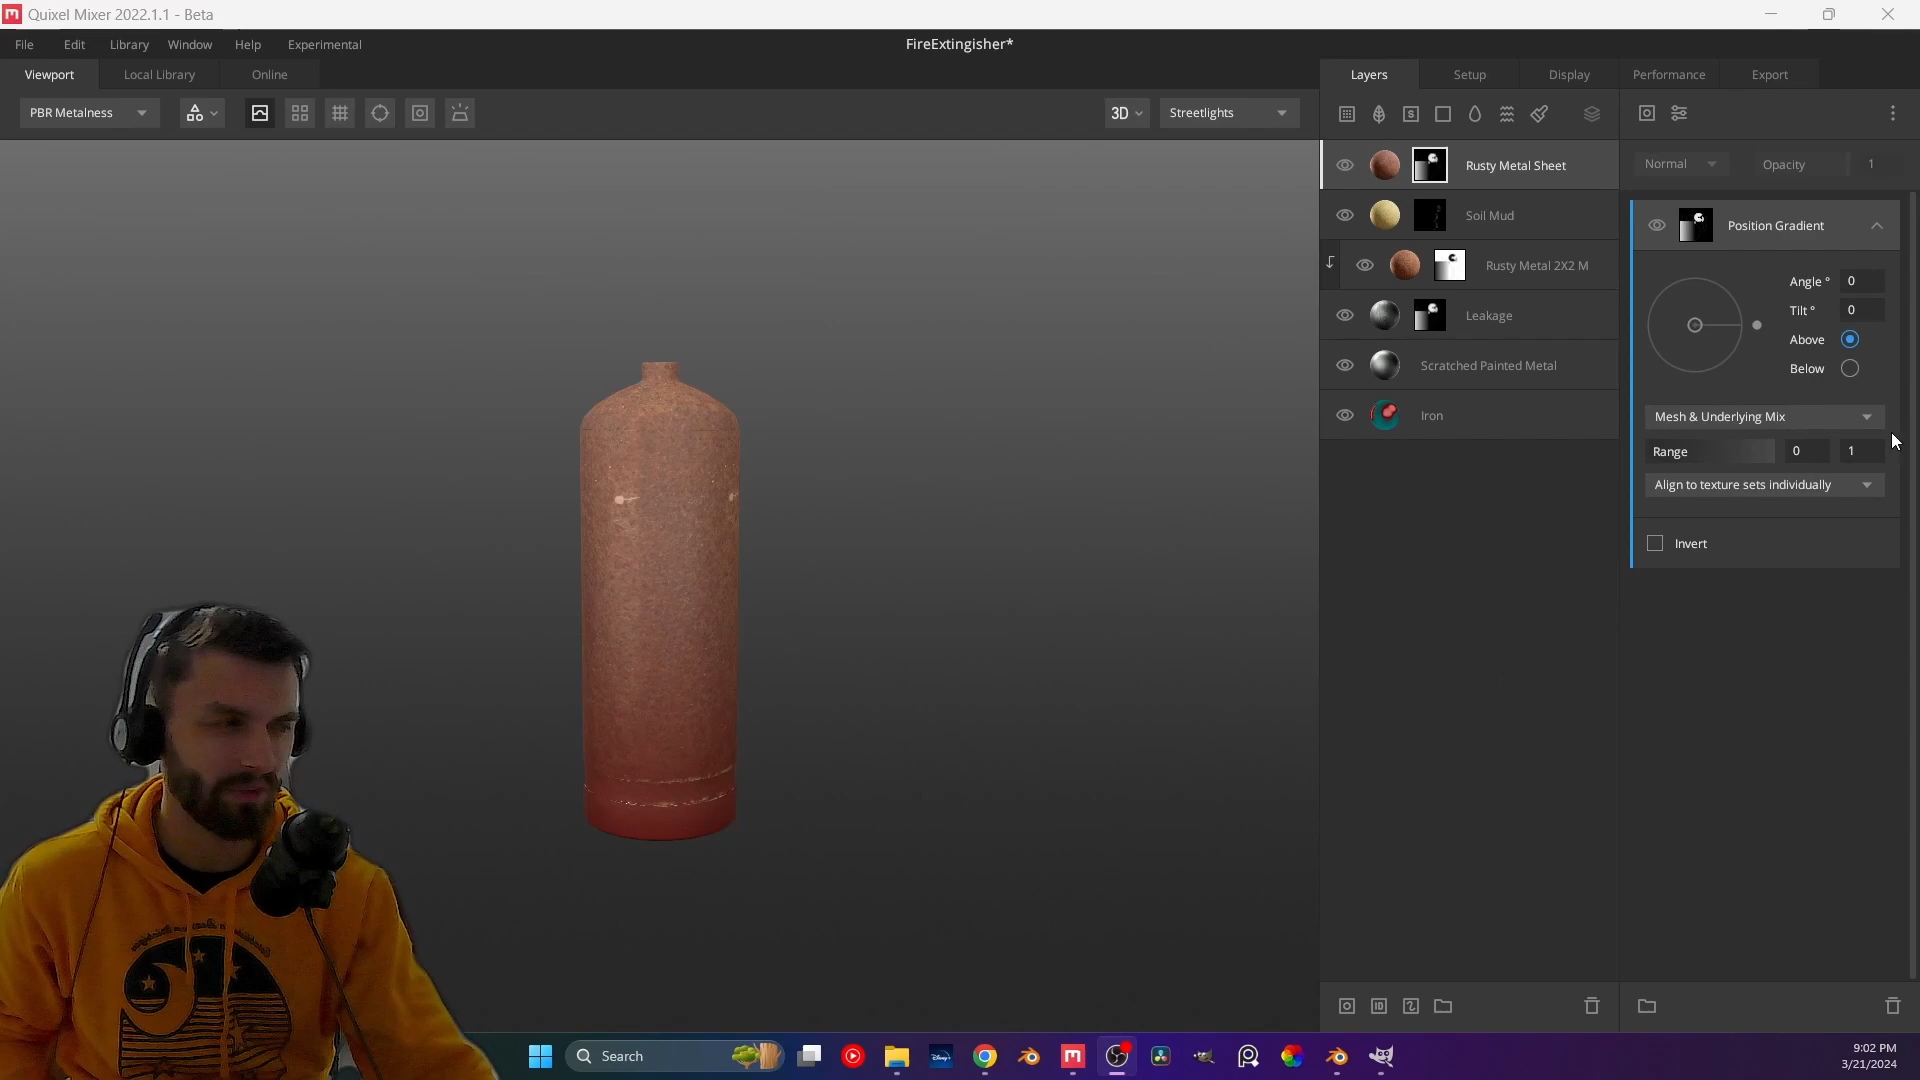 Quixel Mixer 2022.1.1 - Beta
File Edit Library Window Help Experimental
FireExtingisher*
Viewport Local Library Online
Layers Setup Display Performance Export
PBR Metalness
3D Streetlights
Normal Opacity 1
Rusty Metal Sheet
Soil Mud
Rusty Metal 2X2 M
Leakage
Scratched Painted Metal
Iron
Position Gradient
Angle ° 0
Tilt ° 0
Above
Below
Mesh & Underlying Mix
Range 0 1
Align to texture sets individually
Invert
Search
Disney+
9:02 PM
3/21/2024